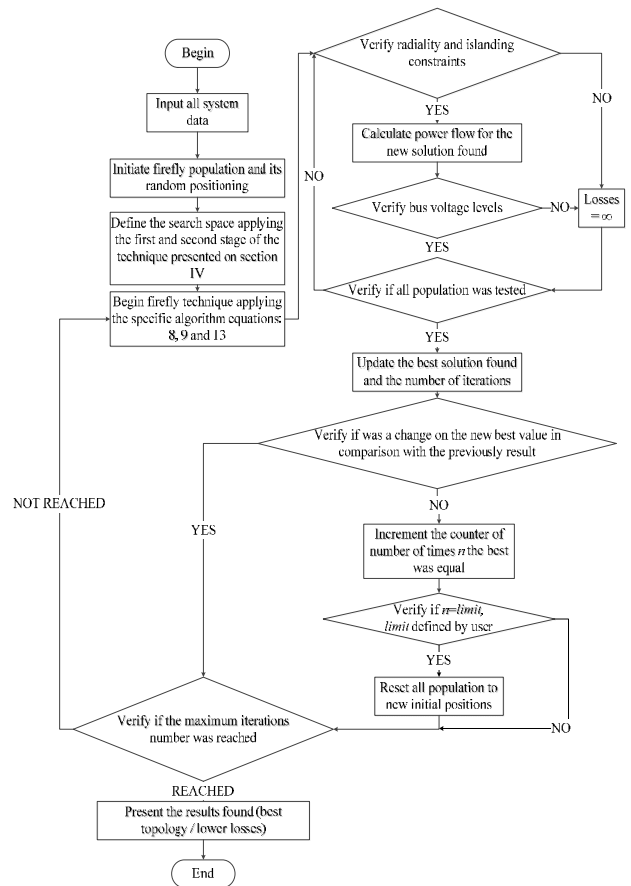 Begin
Input all system
data
Initiate firefly population and its
random positioning
Define the search space applying
the first and second stage of the
technique presented on section
IV
Begin firefly technique applying
the specific algorithm equations:
8, 9 and 13
Verify radiality and islanding
constraints
YES
NO
Calculate power flow for the
new solution found
NO
Verify bus voltage levels
NO
Losses
= ∞
YES
Verify if all population was tested
YES
Update the best solution found
and the number of iterations
Verify if was a change on the new best value in
comparison with the previously result
NOT REACHED
YES
NO
Increment the counter of
number of times n the best
was equal
Verify if n=limit,
limit defined by user
YES
Reset all population to
new initial positions
NO
Verify if the maximum iterations
number was reached
REACHED
Present the results found (best
topology / lower losses)
End